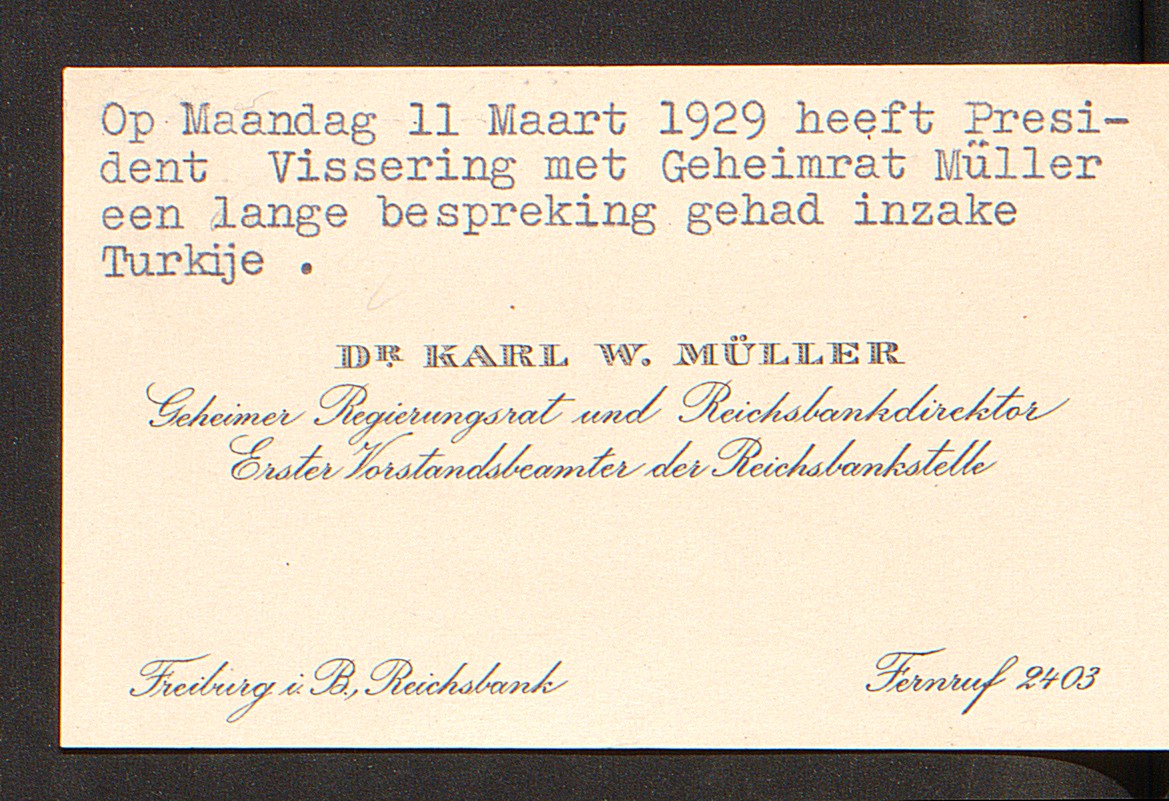 Op Maandag 11 Maart 1929 heeft Presi-
dent Vissering met Geheimrat Müller
een lange bespreking gehad inzake
Turkije .
DR. KARL W. MÜLLER
Geheimer Regierungsrat und Reichsbankdirektor
Erster Vorstandsbeamter der Reichsbankstelle
Freiburg i. B., Reichsbank
Fernruf 2403